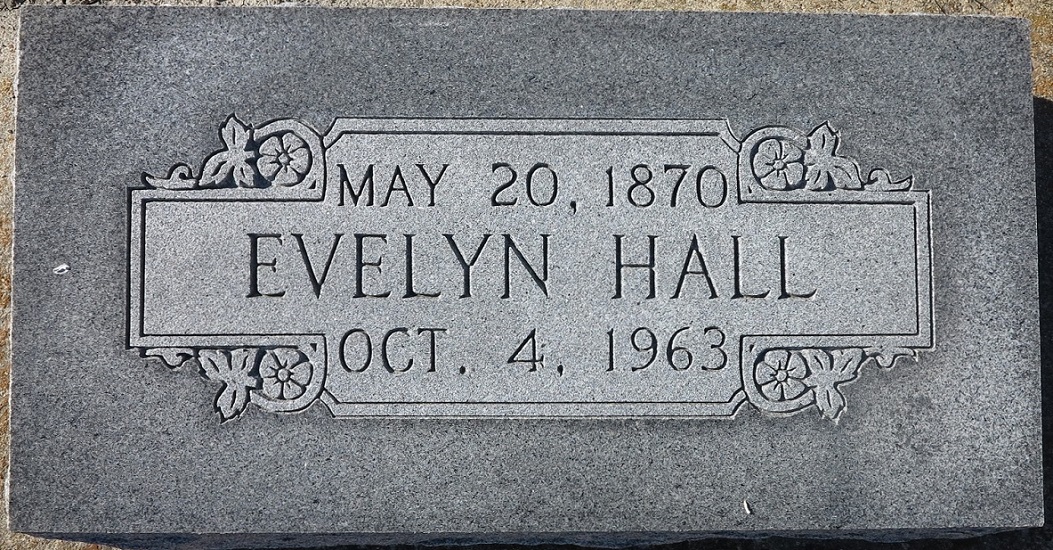 MAY 20, 1870
EVELYN HALL
OCT. 4, 1963